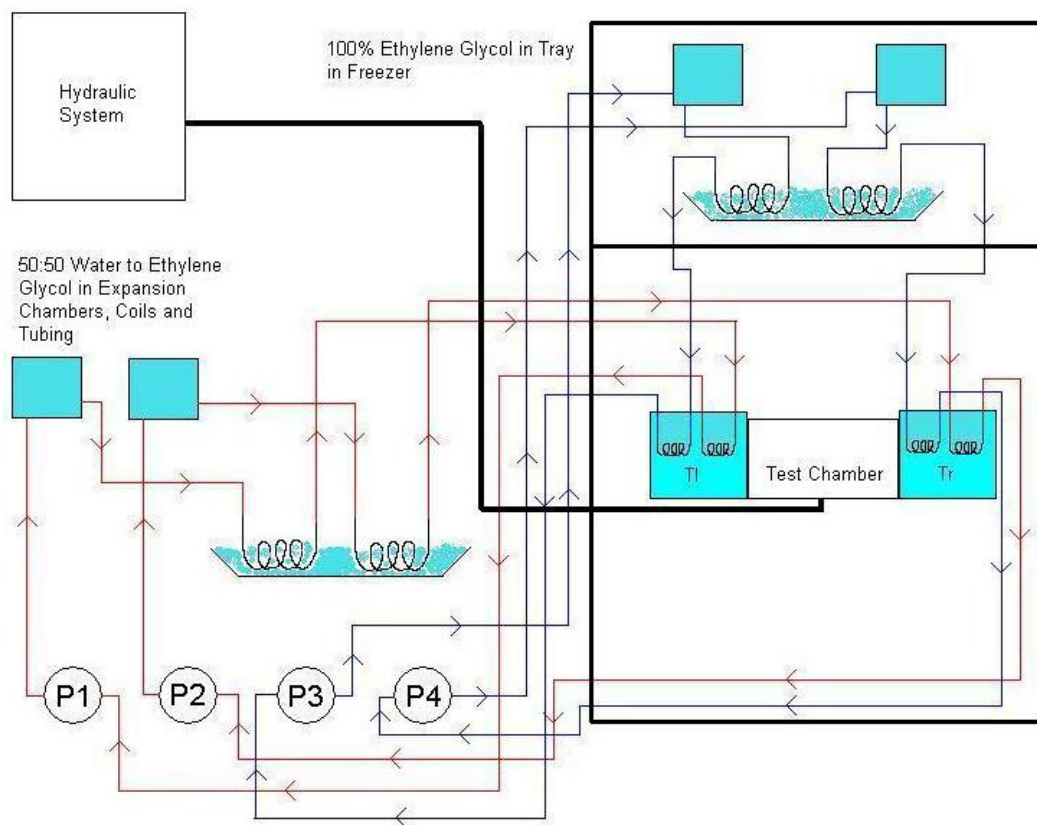 Hydraulic
System
100% Ethylene Glycol in Tray
in Freezer
50:50 Water to Ethylene
Glycol in Expansion
Chambers, Coils and
Tubing
Tl
Test Chamber
Tr
P1
P2
P3
P4